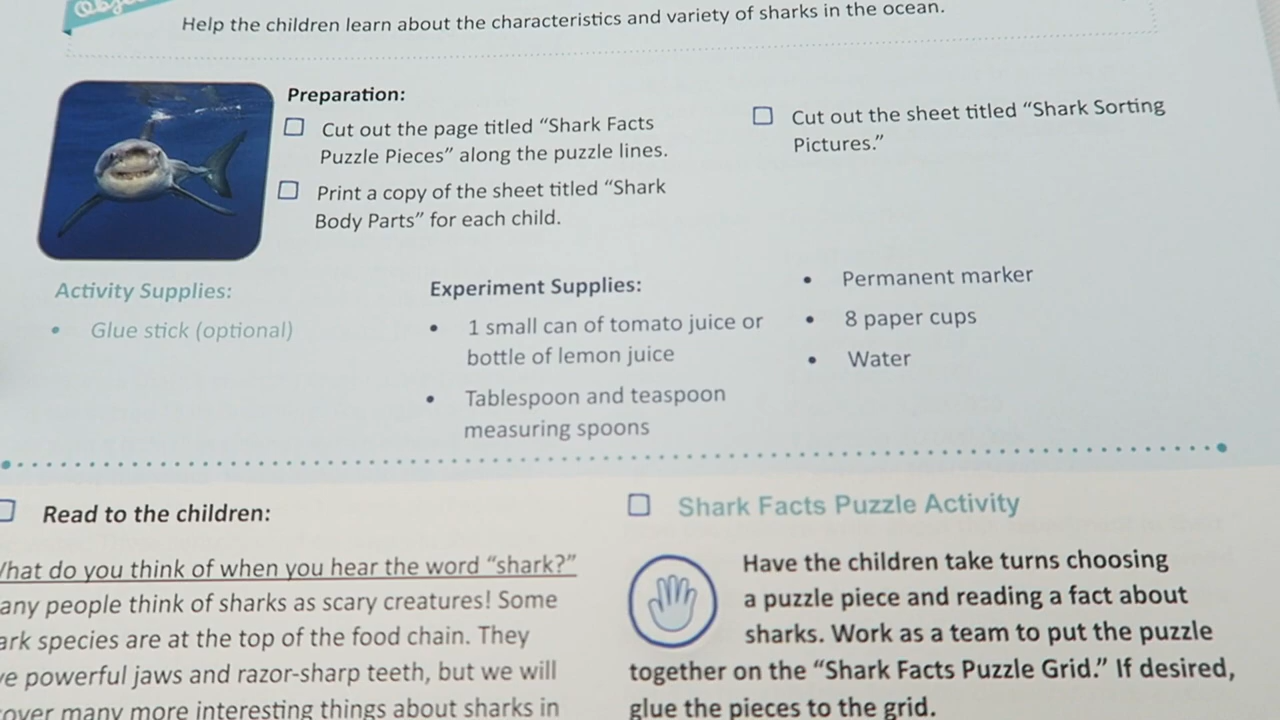 Help the children learn about the characteristics and variety of sharks in the ocean.
Preparation:
Cut out the page titled “Shark Facts
Puzzle Pieces” along the puzzle lines.
Print a copy of the sheet titled “Shark
Body Parts” for each child.
Cut out the sheet titled “Shark Sorting
Pictures.”
Activity Supplies:
• Glue stick (optional)
Experiment Supplies:
• 1 small can of tomato juice or
bottle of lemon juice
• Tablespoon and teaspoon
measuring spoons
• Permanent marker
• 8 paper cups
• Water
Read to the children:
do you think of when you hear the word “shark?”
people think of sharks as scary creatures! Some
species are at the top of the food chain. They
powerful jaws and razor-sharp teeth, but we will
many more interesting things about sharks in
Shark Facts Puzzle Activity
Have the children take turns choosing
a puzzle piece and reading a fact about
sharks. Work as a team to put the puzzle
together on the “Shark Facts Puzzle Grid.” If desired,
glue the pieces to the grid.